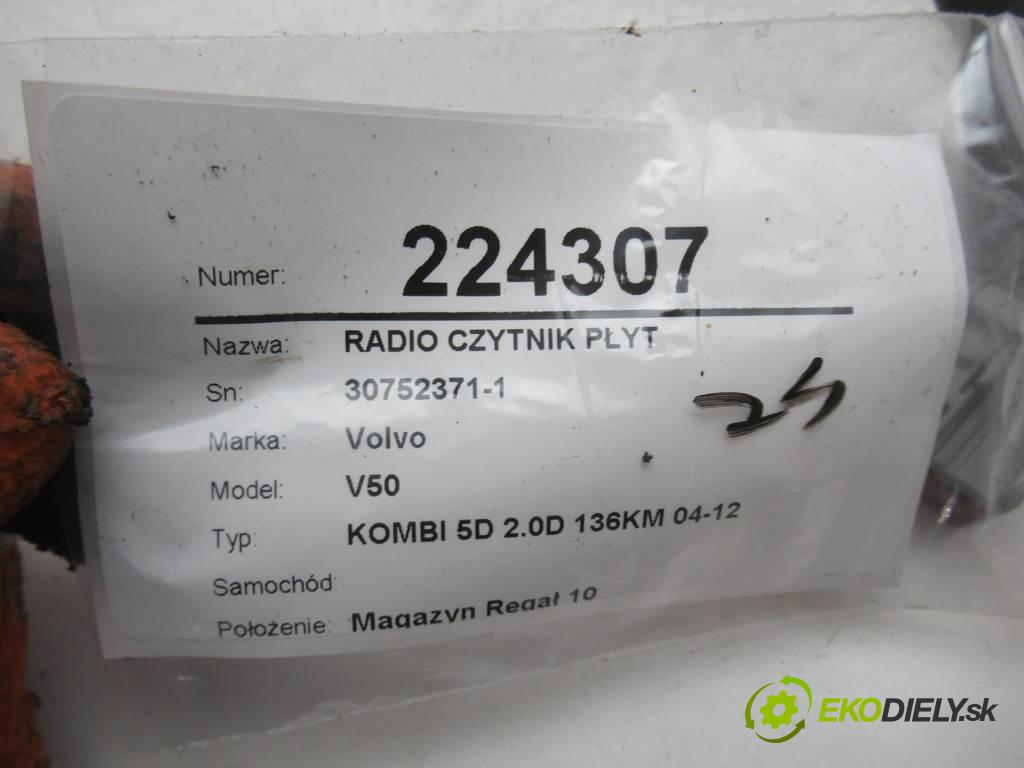 Numer: 224307
Nazwa: RADIO CZYTNIK PŁYT
Sn: 30752371-1
Marka: Volvo
Model: V50
Typ: KOMBI 5D 2.0D 136KM 04-12
Samochód:
Położenie: Magazyn Regał 10
EKODIELY.sk